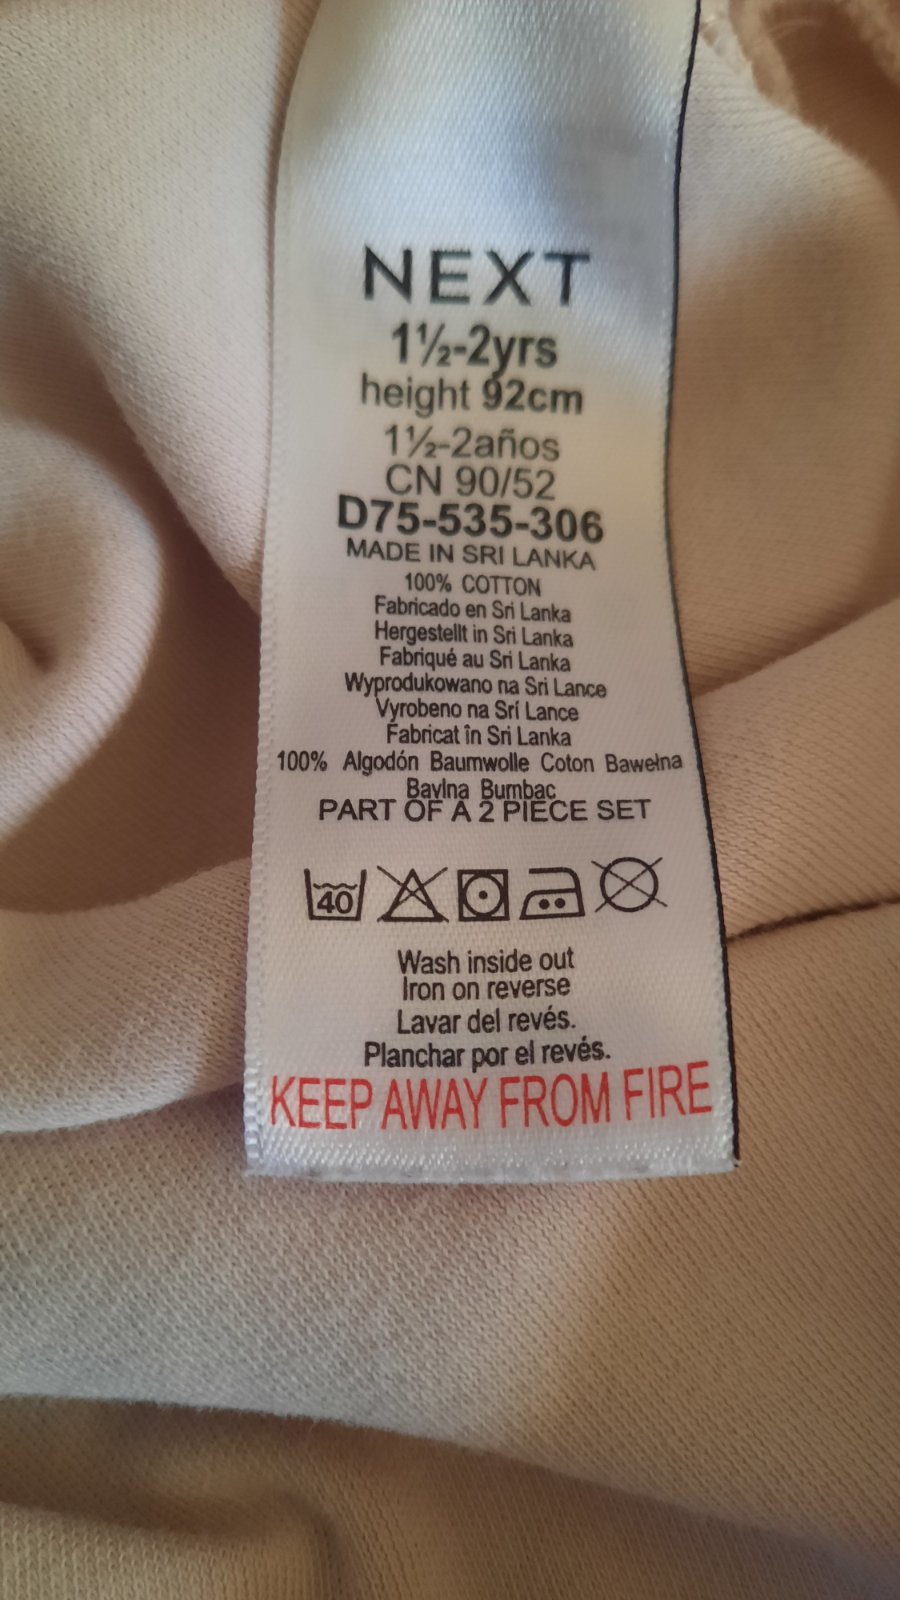 NEXT
1½-2yrs
height 92cm
1½-2años
CN 90/52
D75-535-306
MADE IN SRI LANKA
100% COTTON
Fabricado en Sri Lanka
Hergestellt in Sri Lanka
Fabriqué au Sri Lanka
Wyprodukowano na Sri Lance
Vyrobeno na Srí Lance
Fabricat în Sri Lanka
100% Algodón Baumwolle Coton Bawełna
Bavlna Bumbac
PART OF A 2 PIECE SET
40
Wash inside out
Iron on reverse
Lavar del revés.
Planchar por el revés.
KEEP AWAY FROM FIRE